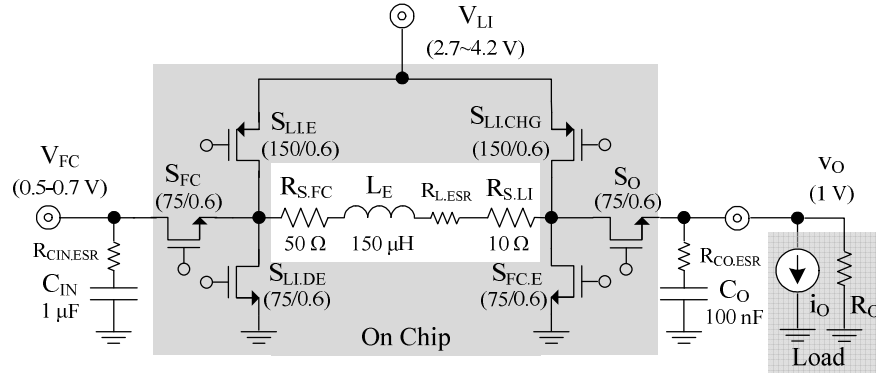 V_LI
(2.7~4.2 V)
S_LI.E
(150/0.6)
S_LI.CHG
(150/0.6)
V_FC
(0.5-0.7 V)
S_FC
(75/0.6)
R_S.FC
L_E
R_L.ESR
R_S.LI
S_O
(75/0.6)
v_O
(1 V)
50 Ω
150 μH
10 Ω
R_CIN.ESR
C_IN
1 μF
S_LI.DE
(75/0.6)
S_FC.E
(75/0.6)
R_CO.ESR
C_O
100 nF
i_O
R_O
On Chip
Load